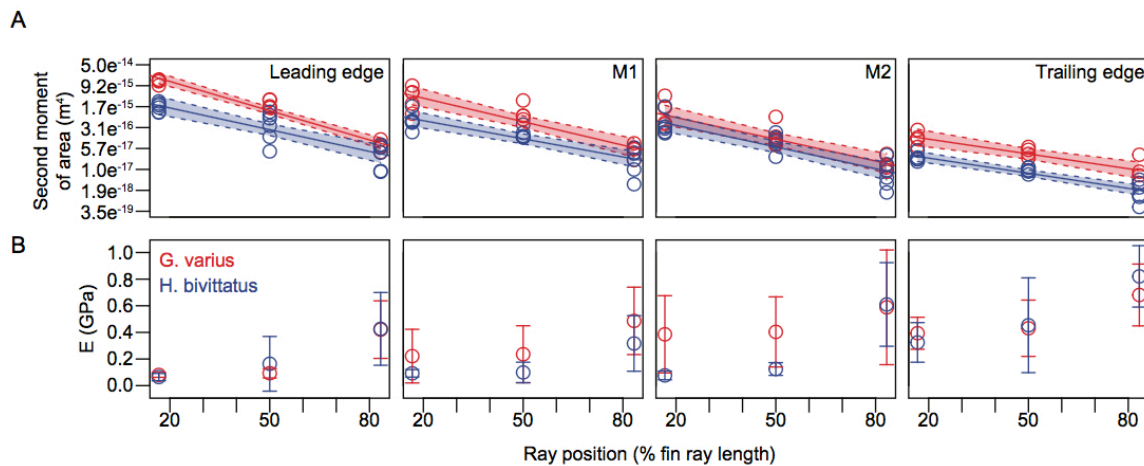 A
Leading edge
M1
M2
Trailing edge
Second moment
of area (m⁴)
5.0e⁻¹⁴
9.2e⁻¹⁵
1.7e⁻¹⁵
3.1e⁻¹⁶
5.7e⁻¹⁷
1.0e⁻¹⁷
1.9e⁻¹⁸
3.5e⁻¹⁹
B
G. varius
H. bivittatus
E (GPa)
1.0
0.8
0.6
0.4
0.2
0.0
20 50 80 20 50 80 20 50 80 20 50 80
Ray position (% fin ray length)